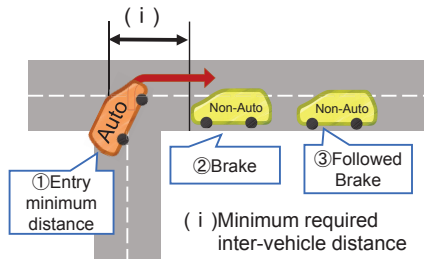 (ⅰ)
Auto
Non-Auto
Non-Auto
①Entry
minimum
distance
②Brake
③Followed
Brake
(ⅰ)Minimum required
inter-vehicle distance